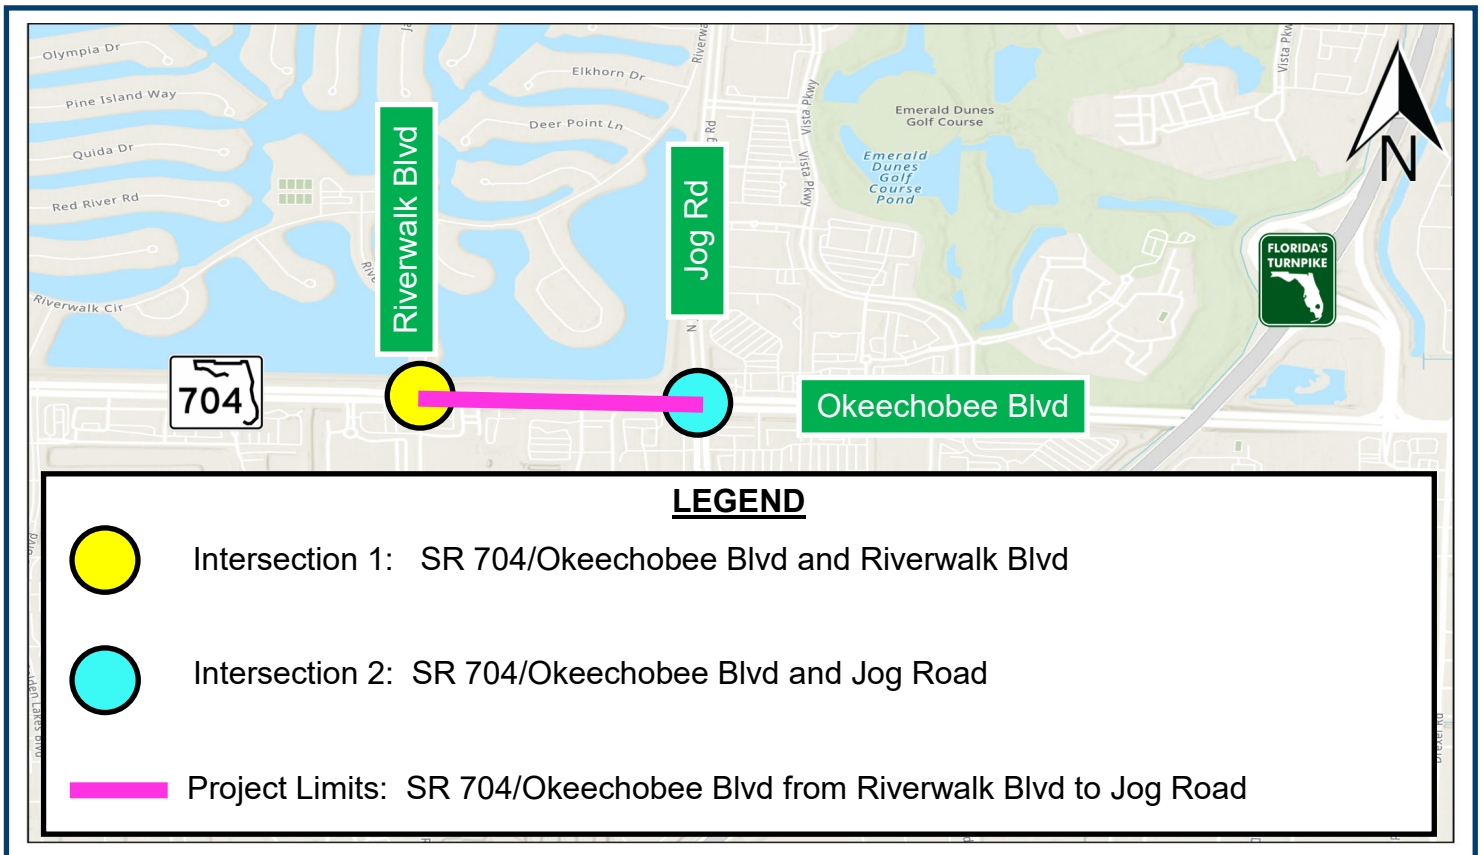 Olympia Dr
Pine Island Way
Quida Dr
Red River Rd
Riverwalk Cir
Elkhorn Dr
Deer Point Ln
Riverwalk Blvd
Jog Rd
Vista Pkwy
Vista Pkwy
Emerald Dunes
Golf Course
Emerald
Dunes
Golf
Course
Pond
N
FLORIDA'S
TURNPIKE
704
Okeechobee Blvd
LEGEND
Intersection 1: SR 704/Okeechobee Blvd and Riverwalk Blvd
Intersection 2: SR 704/Okeechobee Blvd and Jog Road
Project Limits: SR 704/Okeechobee Blvd from Riverwalk Blvd to Jog Road